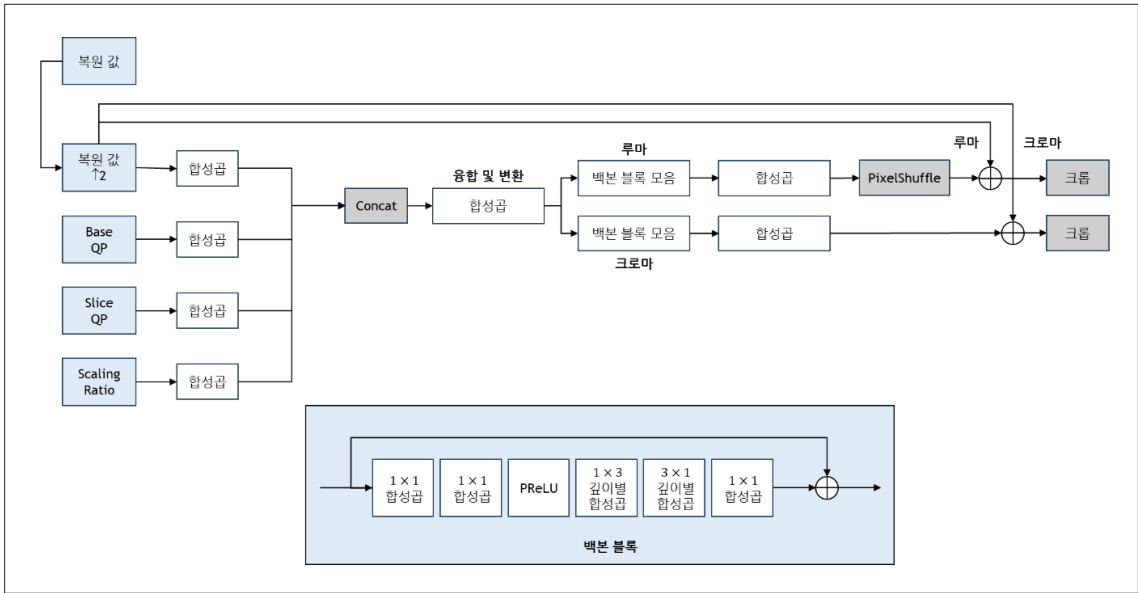 복원 값
복원 값
↑2
합성곱
Base
QP
합성곱
Slice
QP
합성곱
Scaling
Ratio
합성곱
Concat
융합 및 변환
합성곱
루마
백본 블록 모음
합성곱
PixelShuffle
루마
크로마
크롭
백본 블록 모음
크로마
합성곱
크롭
1 × 1
합성곱
1 × 1
합성곱
PReLU
1 × 3
깊이별
합성곱
3 × 1
깊이별
합성곱
1 × 1
합성곱
백본 블록